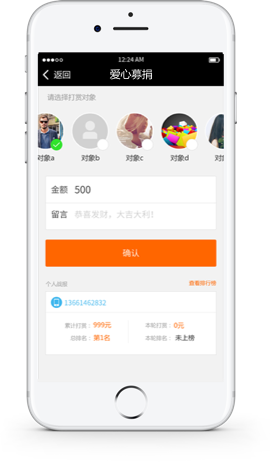 12:24 AM
返回 爱心募捐
请选择打赏对象
对象a 对象b 对象c 对象d
金额 500
留言 恭喜发财，大吉大利！
确认
个人战绩 查看排行榜
13661462832
累计打赏： 999元 本轮打赏： 0元
总排名： 第1名 本轮排名： 未上榜